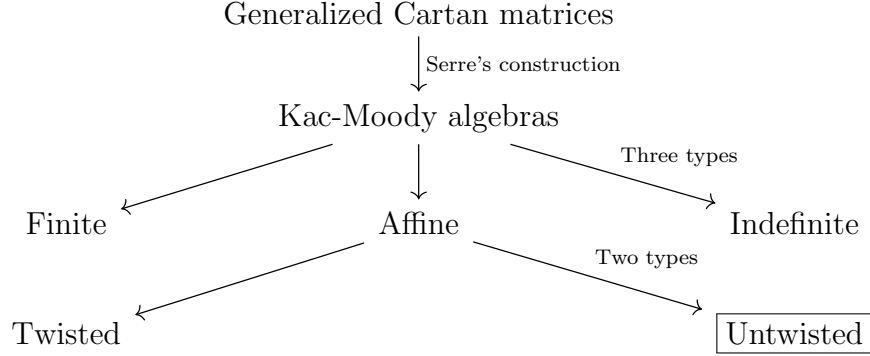 Generalized Cartan matrices
Serre's construction
Kac-Moody algebras
Three types
Finite
Affine
Indefinite
Two types
Twisted
Untwisted